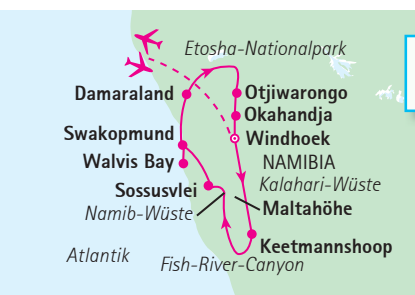 Etosha-Nationalpark
Damaraland
Otjiwarongo
Okahandja
Swakopmund
Windhoek
Walvis Bay
NAMIBIA
Sossusvlei
Kalahari-Wüste
Namib-Wüste
Maltahöhe
Keetmannshoop
Atlantik
Fish-River-Canyon